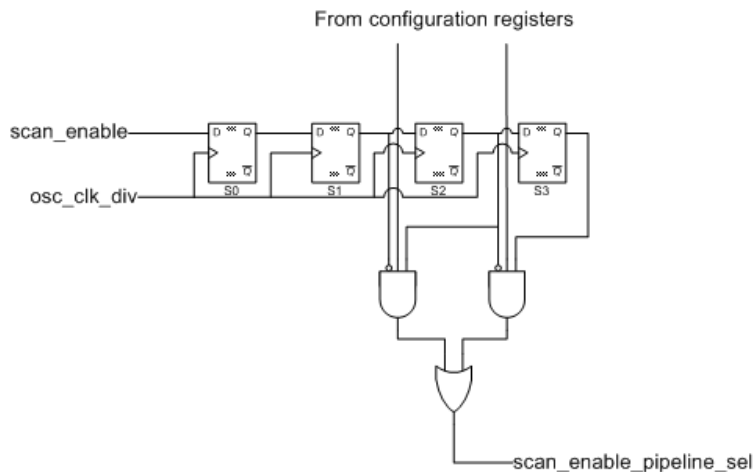 From configuration registers
scan_enable
D Q
D Q
D Q
D Q
Q
Q
Q
Q
S0
S1
S2
S3
osc_clk_div
scan_enable_pipeline_sel